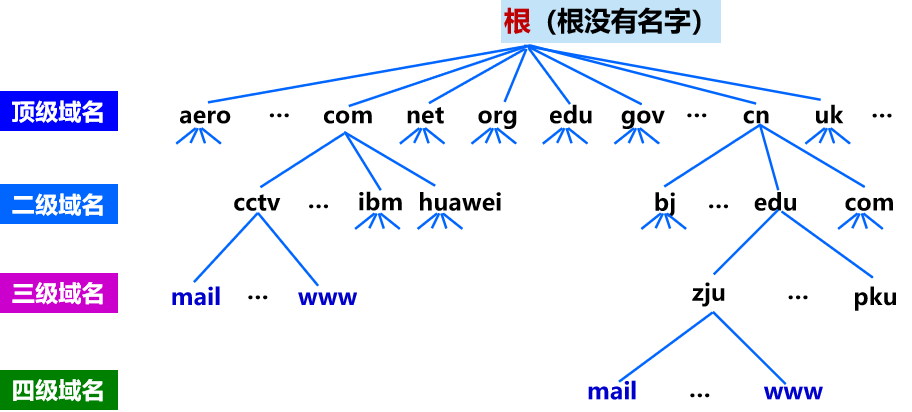 根（根没有名字）
顶级域名
aero … com net org edu gov … cn uk …
二级域名
cctv … ibm huawei bj … edu com
三级域名
mail … www zju … pku
四级域名
mail … www